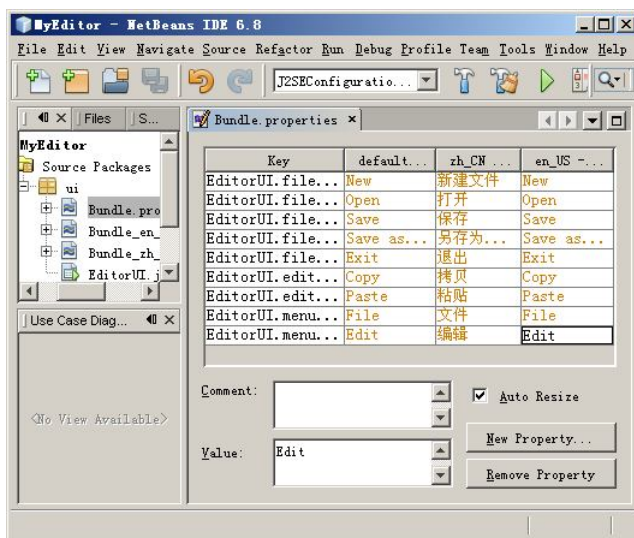 MyEditor - NetBeans IDE 6.8
File Edit View Navigate Source Refactor Run Debug Profile Team Tools Window Help
J2SEConfiguratio...
Files S...
Bundle.properties
MyEditor
Source Packages
ui
Bundle.pro
Bundle_en_
Bundle_zh_
EditorUI.j
Key default... zh_CN ... en_US -...
EditorUI.file... New 新建文件 New
EditorUI.file... Open 打开 Open
EditorUI.file... Save 保存 Save
EditorUI.file... Save as... 另存为... Save as...
EditorUI.file... Exit 退出 Exit
EditorUI.edit... Copy 拷贝 Copy
EditorUI.edit... Paste 粘贴 Paste
EditorUI.menu... File 文件 File
EditorUI.menu... Edit 编辑 Edit
Use Case Diag...
<No View Available>
Comment:
Auto Resize
New Property...
Value: Edit
Remove Property